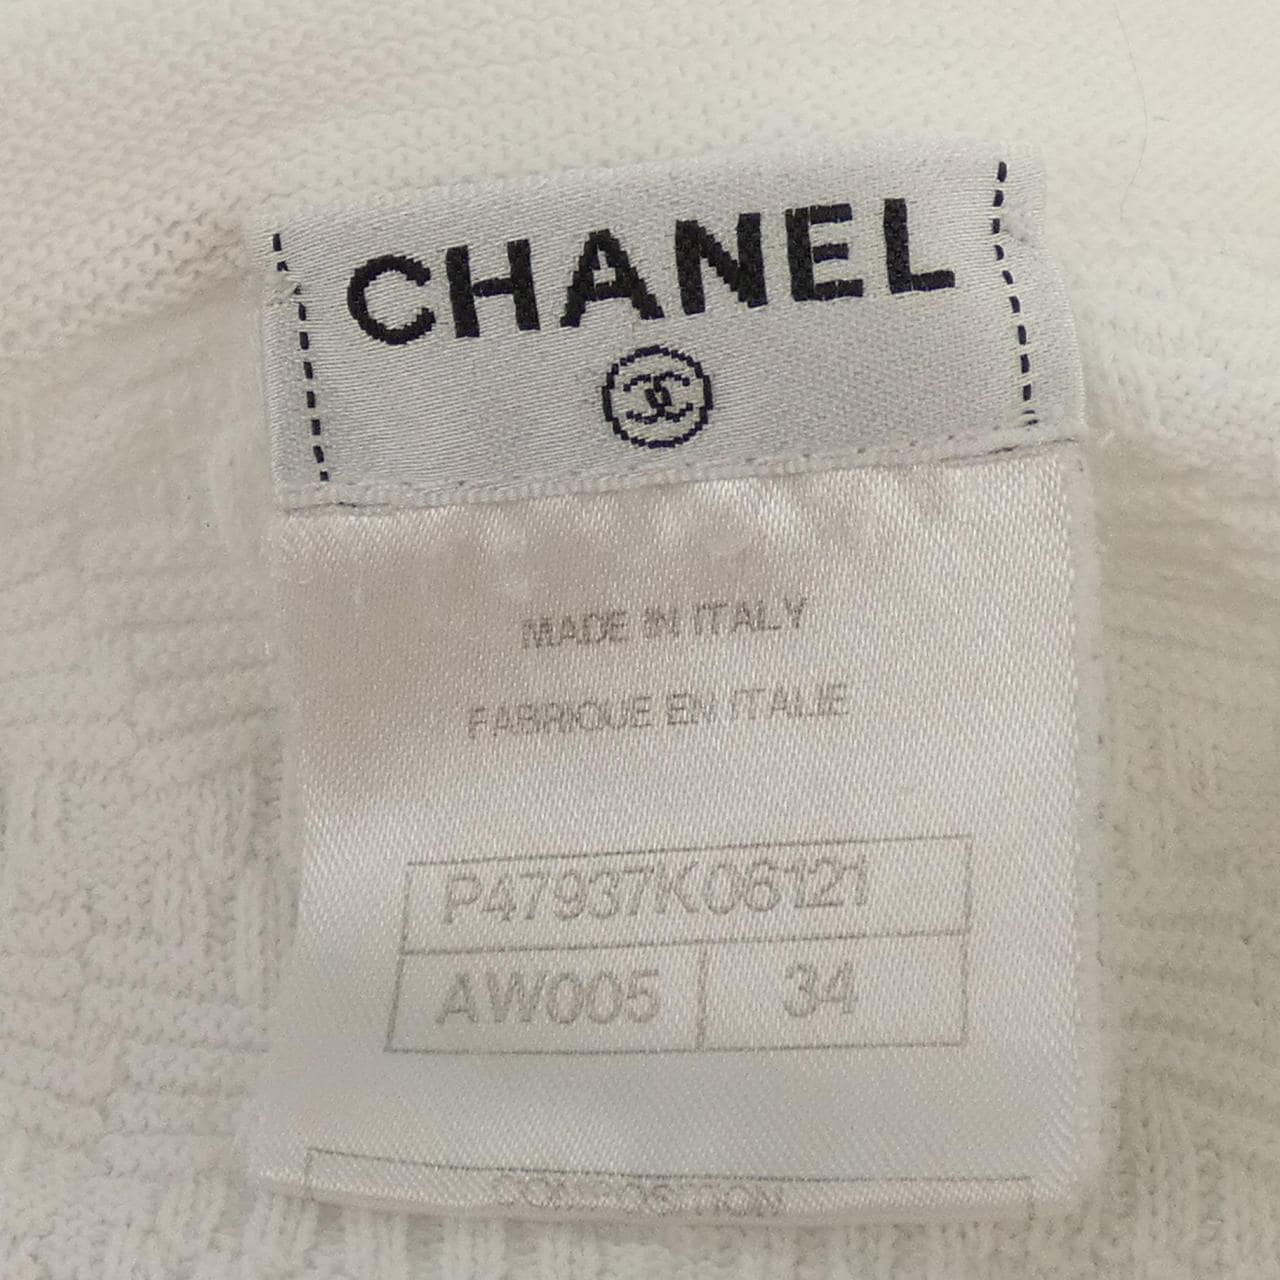 CHANEL
MADE IN ITALY
FABRIQUE EN ITALIE
P47937K06121
AW005 34